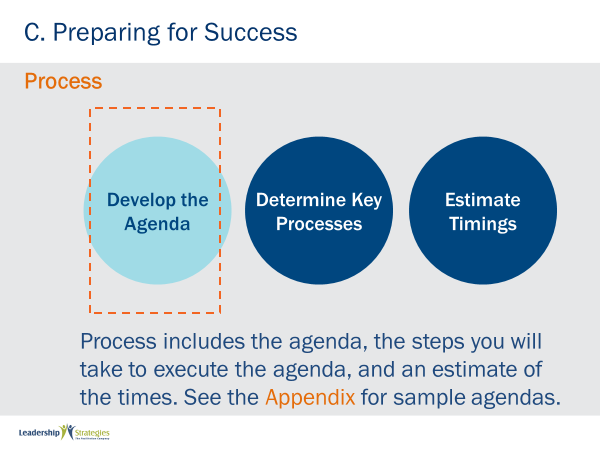 C. Preparing for Success
Process
Develop the
Agenda
Determine Key
Processes
Estimate
Timings
Process includes the agenda, the steps you will
take to execute the agenda, and an estimate of
the times. See the Appendix for sample agendas.
Leadership Strategies
The Facilitation Company